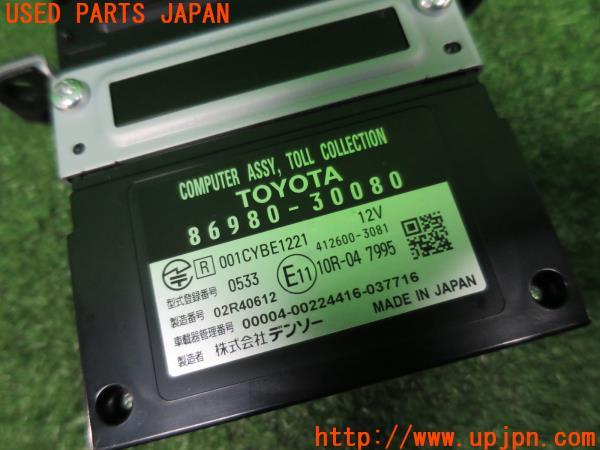 USED PARTS JAPAN
COMPUTER ASSY, TOLL COLLECTION
TOYOTA
86980-30080
R 001CYBE1221 12V
412600-3081
型式登録番号 0533 E11 10R-04 7995
製造番号 02R40612
車載器管理番号 00004-00224416-037716
製造者 株式会社デンソー MADE IN JAPAN
http://www.upjpn.com